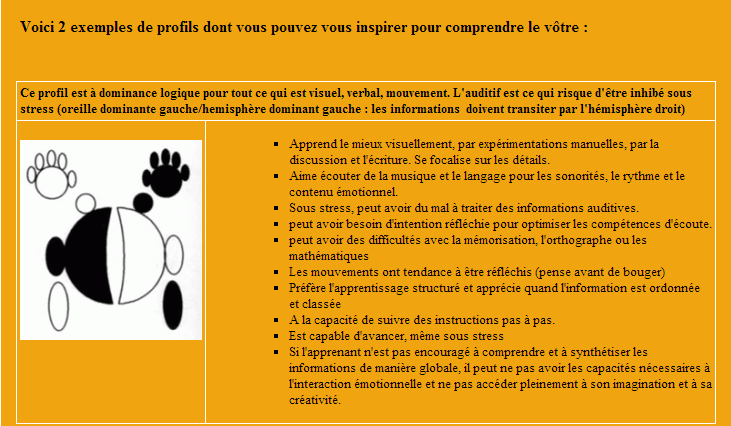 Voici 2 exemples de profils dont vous pouvez vous inspirer pour comprendre le vôtre :
Ce profil est à dominance logique pour tout ce qui est visuel, verbal, mouvement. L'auditif est ce qui risque d'être inhibé sous
stress (oreille dominante gauche/hemisphère dominant gauche : les informations doivent transiter par l'hémisphère droit)
▪ Apprend le mieux visuellement, par expérimentations manuelles, par la
discussion et l'écriture. Se focalise sur les détails.
▪ Aime écouter de la musique et le langage pour les sonorités, le rythme et le
contenu émotionnel.
▪ Sous stress, peut avoir du mal à traiter des informations auditives.
▪ peut avoir besoin d'intention réfléchie pour optimiser les compétences d'écoute.
▪ peut avoir des difficultés avec la mémorisation, l'orthographe ou les
mathématiques
▪ Les mouvements ont tendance à être réfléchis (pense avant de bouger)
▪ Préfère l'apprentissage structuré et apprécie quand l'information est ordonnée
et classée
▪ A la capacité de suivre des instructions pas à pas.
▪ Est capable d'avancer, même sous stress
▪ Si l'apprenant n'est pas encouragé à comprendre et à synthétiser les
informations de manière globale, il peut ne pas avoir les capacités nécessaires à
l'interaction émotionnelle et ne pas accéder pleinement à son imagination et à sa
créativité.